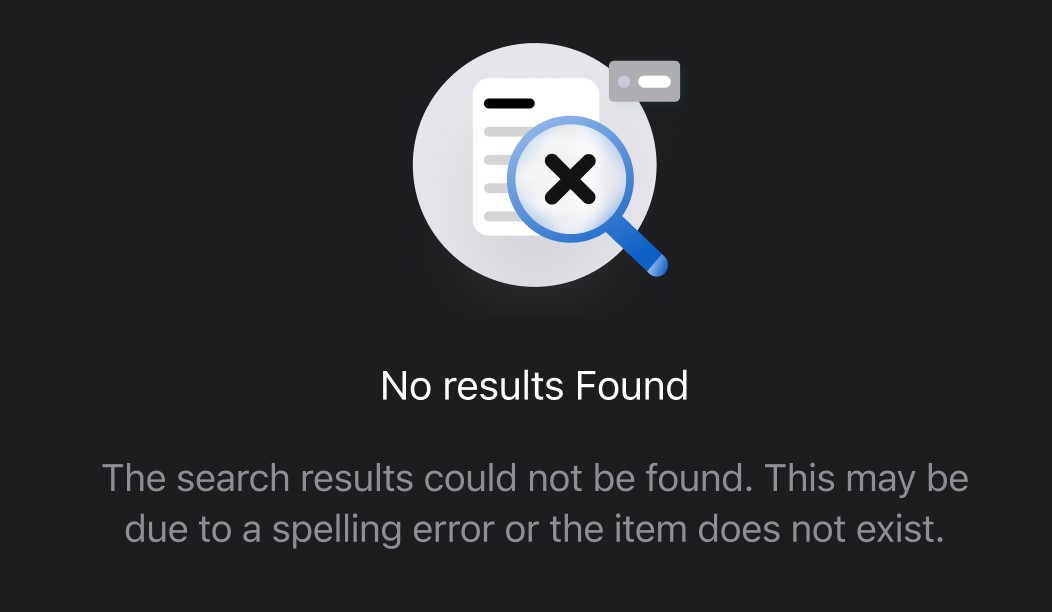 No results Found
The search results could not be found. This may be
due to a spelling error or the item does not exist.